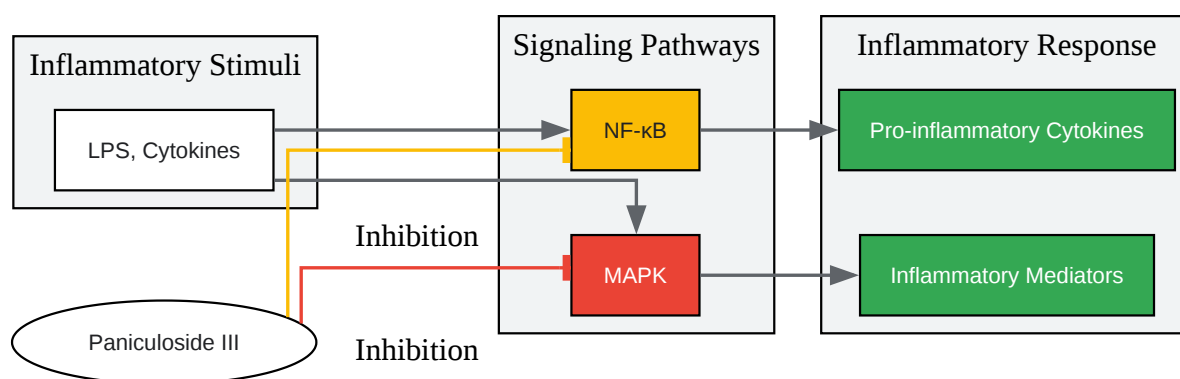 Inflammatory Stimuli
LPS, Cytokines
Signaling Pathways
NF-κB
MAPK
Inflammatory Response
Pro-inflammatory Cytokines
Inflammatory Mediators
Inhibition
Paniculoside III
Inhibition